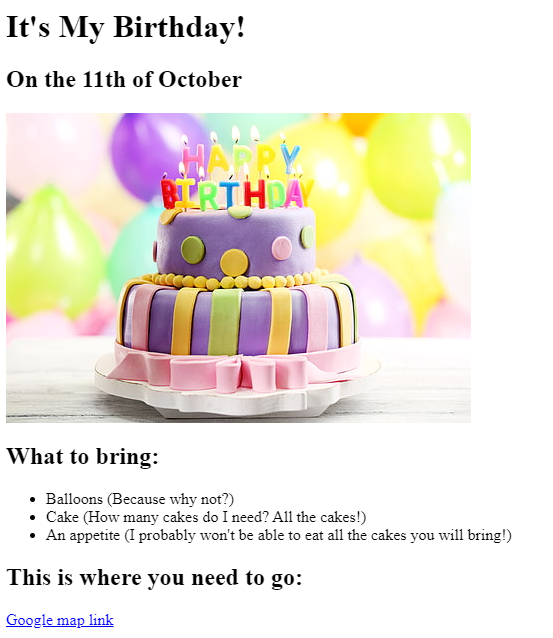 It's My Birthday!
On the 11th of October
HAPPY
BIRTHDAY
What to bring:
Balloons (Because why not?)
Cake (How many cakes do I need? All the cakes!)
An appetite (I probably won't be able to eat all the cakes you will bring!)
This is where you need to go:
Google map link